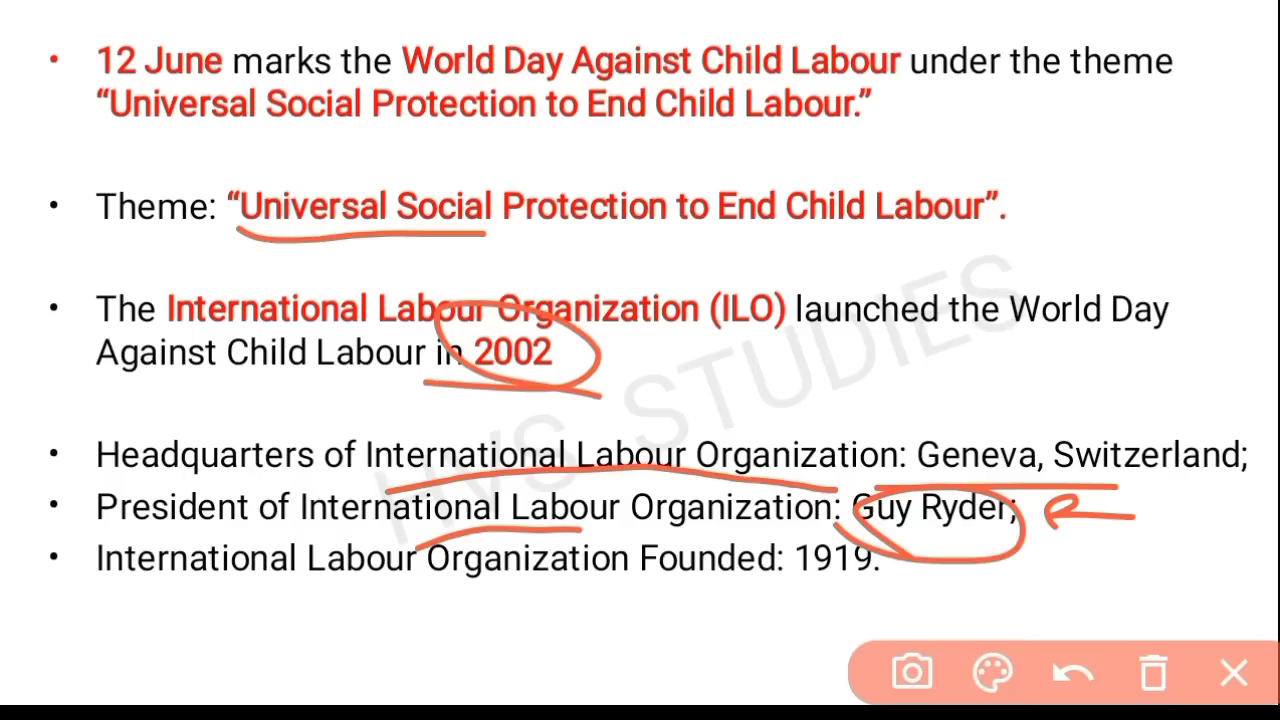 • 12 June marks the World Day Against Child Labour under the theme
“Universal Social Protection to End Child Labour.”
• Theme: “Universal Social Protection to End Child Labour”.
• The International Labour Organization (ILO) launched the World Day
Against Child Labour in 2002
• Headquarters of International Labour Organization: Geneva, Switzerland;
• President of International Labour Organization: Guy Ryder;
• International Labour Organization Founded: 1919.
HVS STUDIES